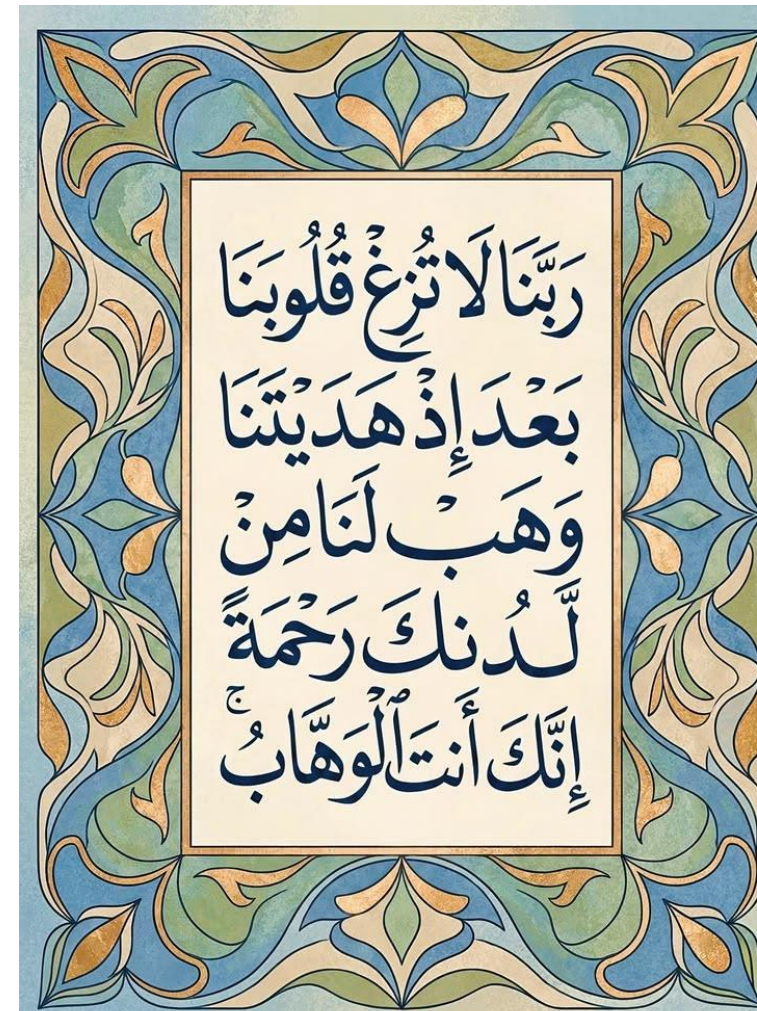 رَبَّنَا لَا تُزِغْ قُلُوبَنَا
بَعْدَ إِذْ هَدَيْتَنَا
وَهَبْ لَنَا مِنْ
لَّدُنكَ رَحْمَةً ۚ
إِنَّكَ أَنتَ ٱلْوَهَّابُ